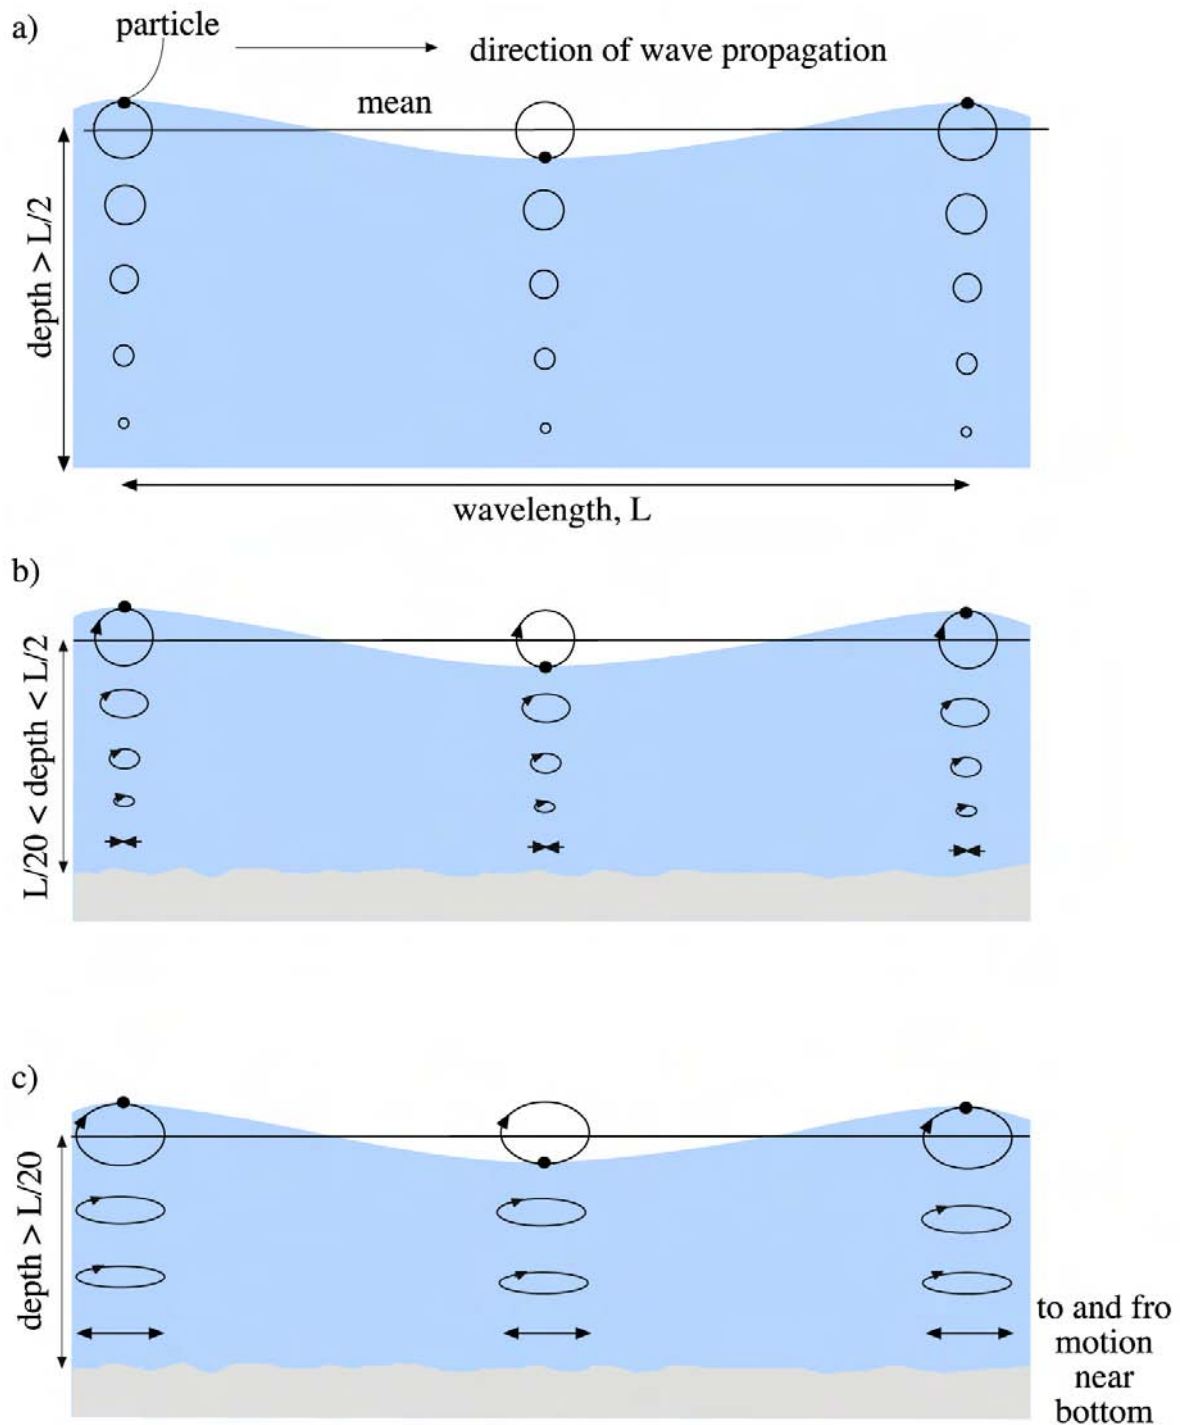 a)
particle
direction of wave propagation
mean
depth > L/2
wavelength, L
b)
L/20 < depth < L/2
c)
depth > L/20
to and fro
motion
near
bottom